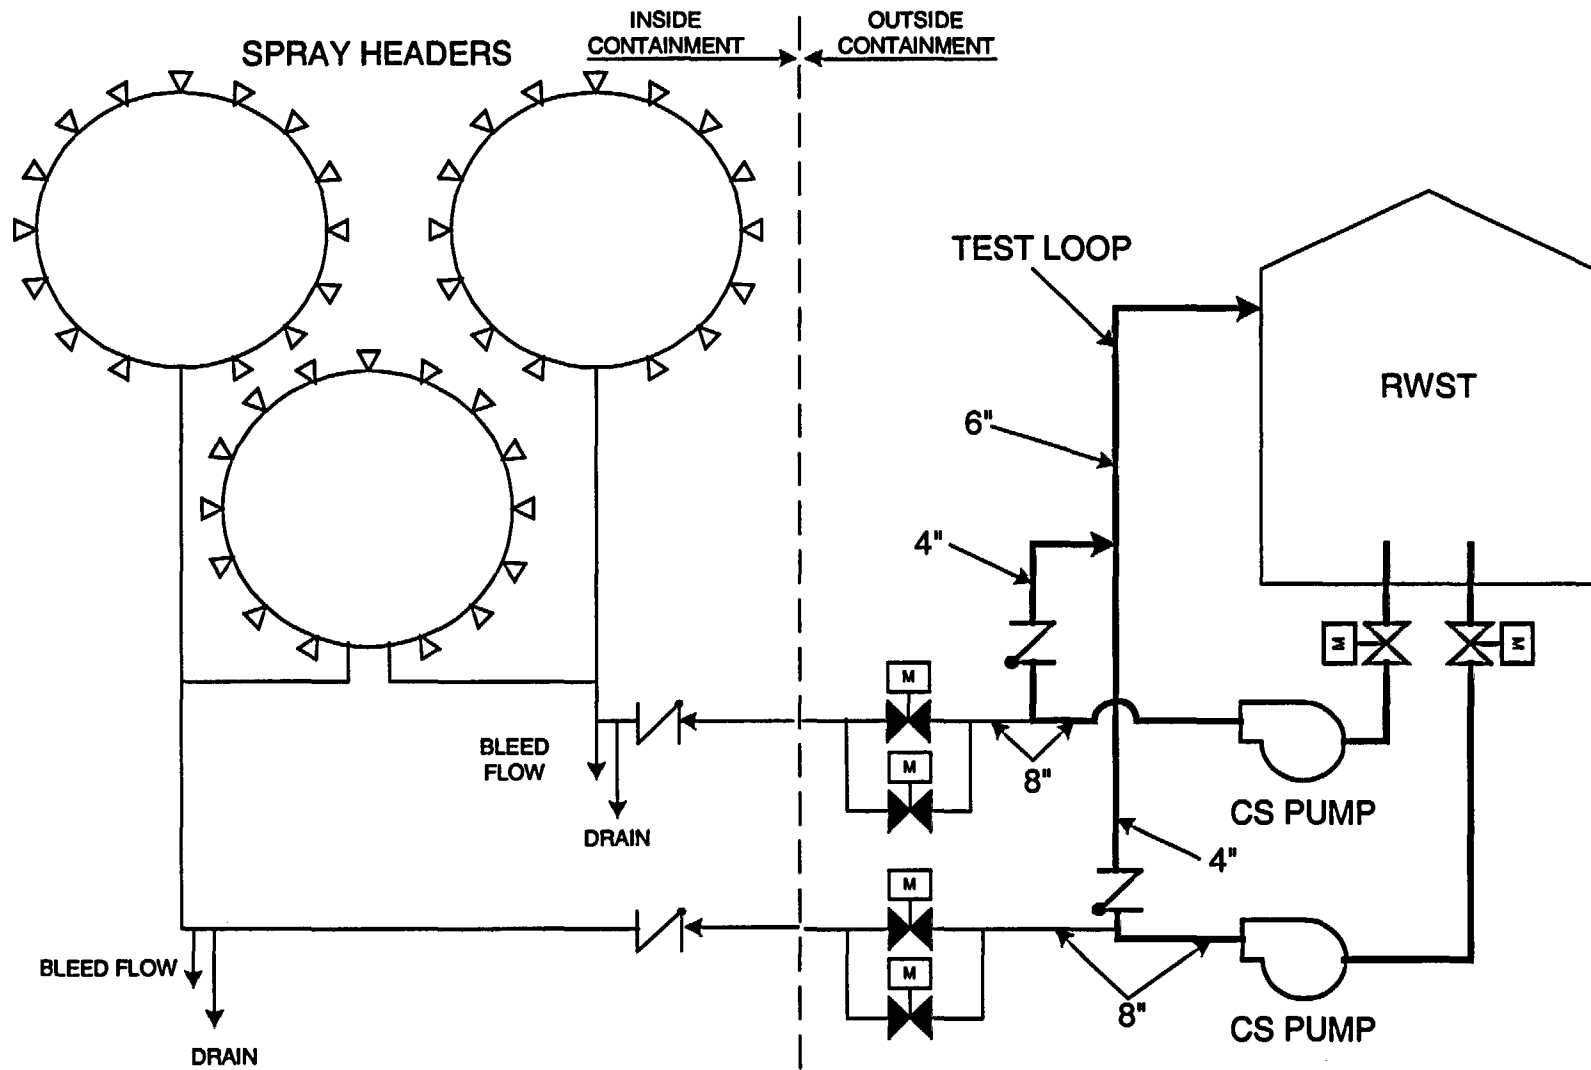 INSIDE
CONTAINMENT
OUTSIDE
CONTAINMENT
SPRAY HEADERS
TEST LOOP
RWST
6"
4"
M
M
M
M
BLEED
FLOW
8"
DRAIN
CS PUMP
4"
M
M
BLEED FLOW
8"
CS PUMP
DRAIN